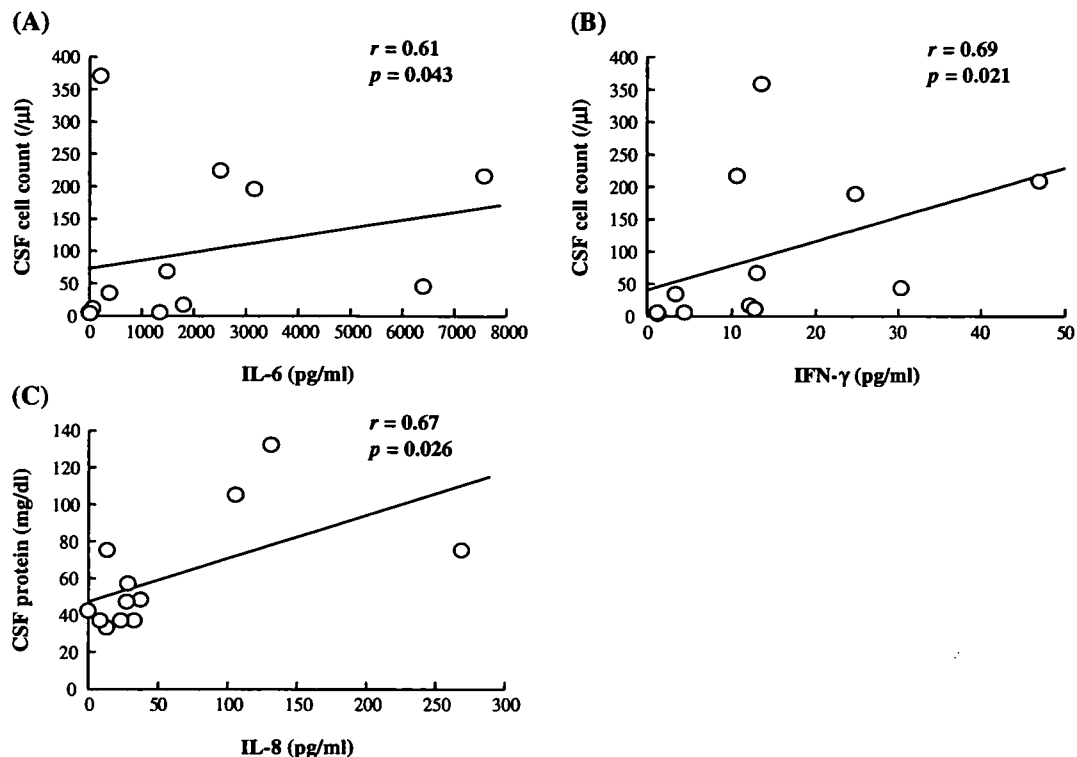 (A)
r = 0.61
p = 0.043
CSF cell count (/µl)
400
350
300
250
200
150
100
50
0
0 1000 2000 3000 4000 5000 6000 7000 8000
IL-6 (pg/ml)
(B)
r = 0.69
p = 0.021
CSF cell count (/µl)
400
350
300
250
200
150
100
50
0
0 10 20 30 40 50
IFN-γ (pg/ml)
(C)
r = 0.67
p = 0.026
CSF protein (mg/dl)
140
120
100
80
60
40
20
0
0 50 100 150 200 250 300
IL-8 (pg/ml)